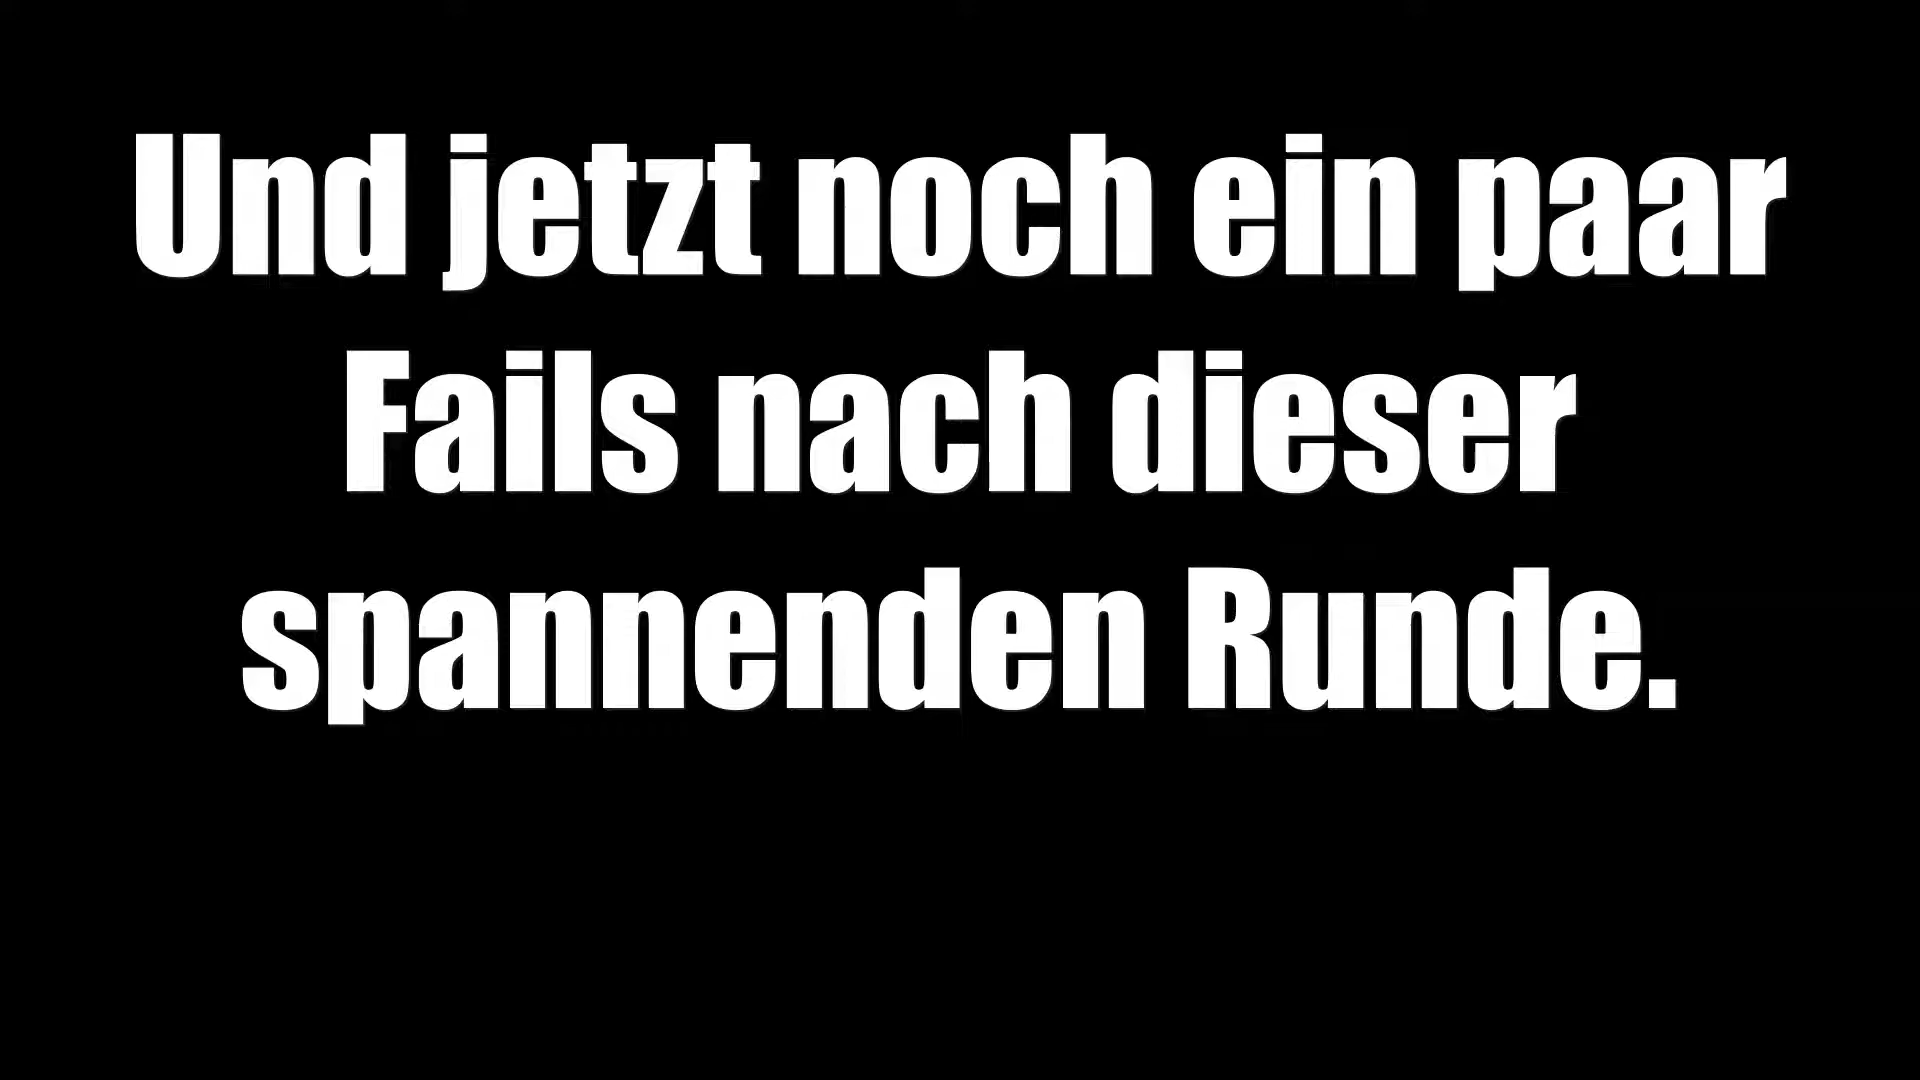 Und jetzt noch ein paar
Fails nach dieser
spannenden Runde.